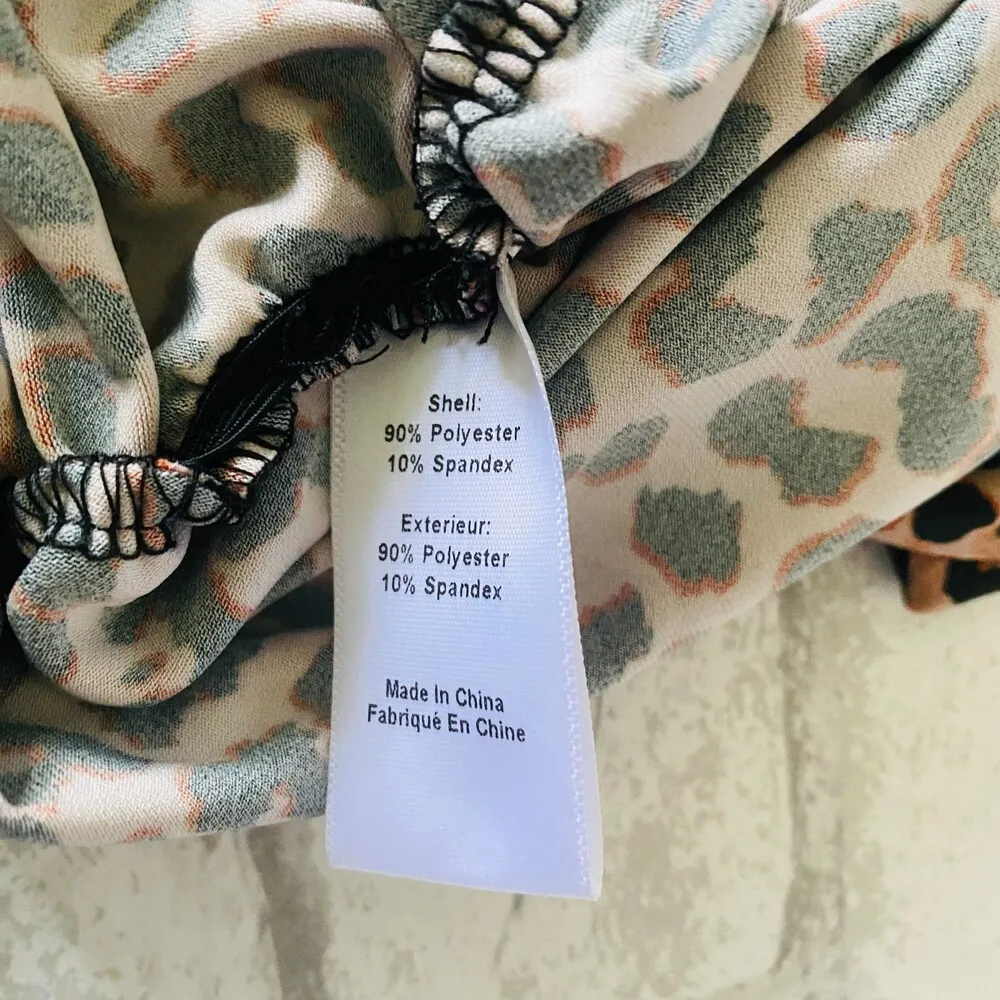 Shell:
90% Polyester
10% Spandex
Exterieur:
90% Polyester
10% Spandex
Made In China
Fabriqué En Chine